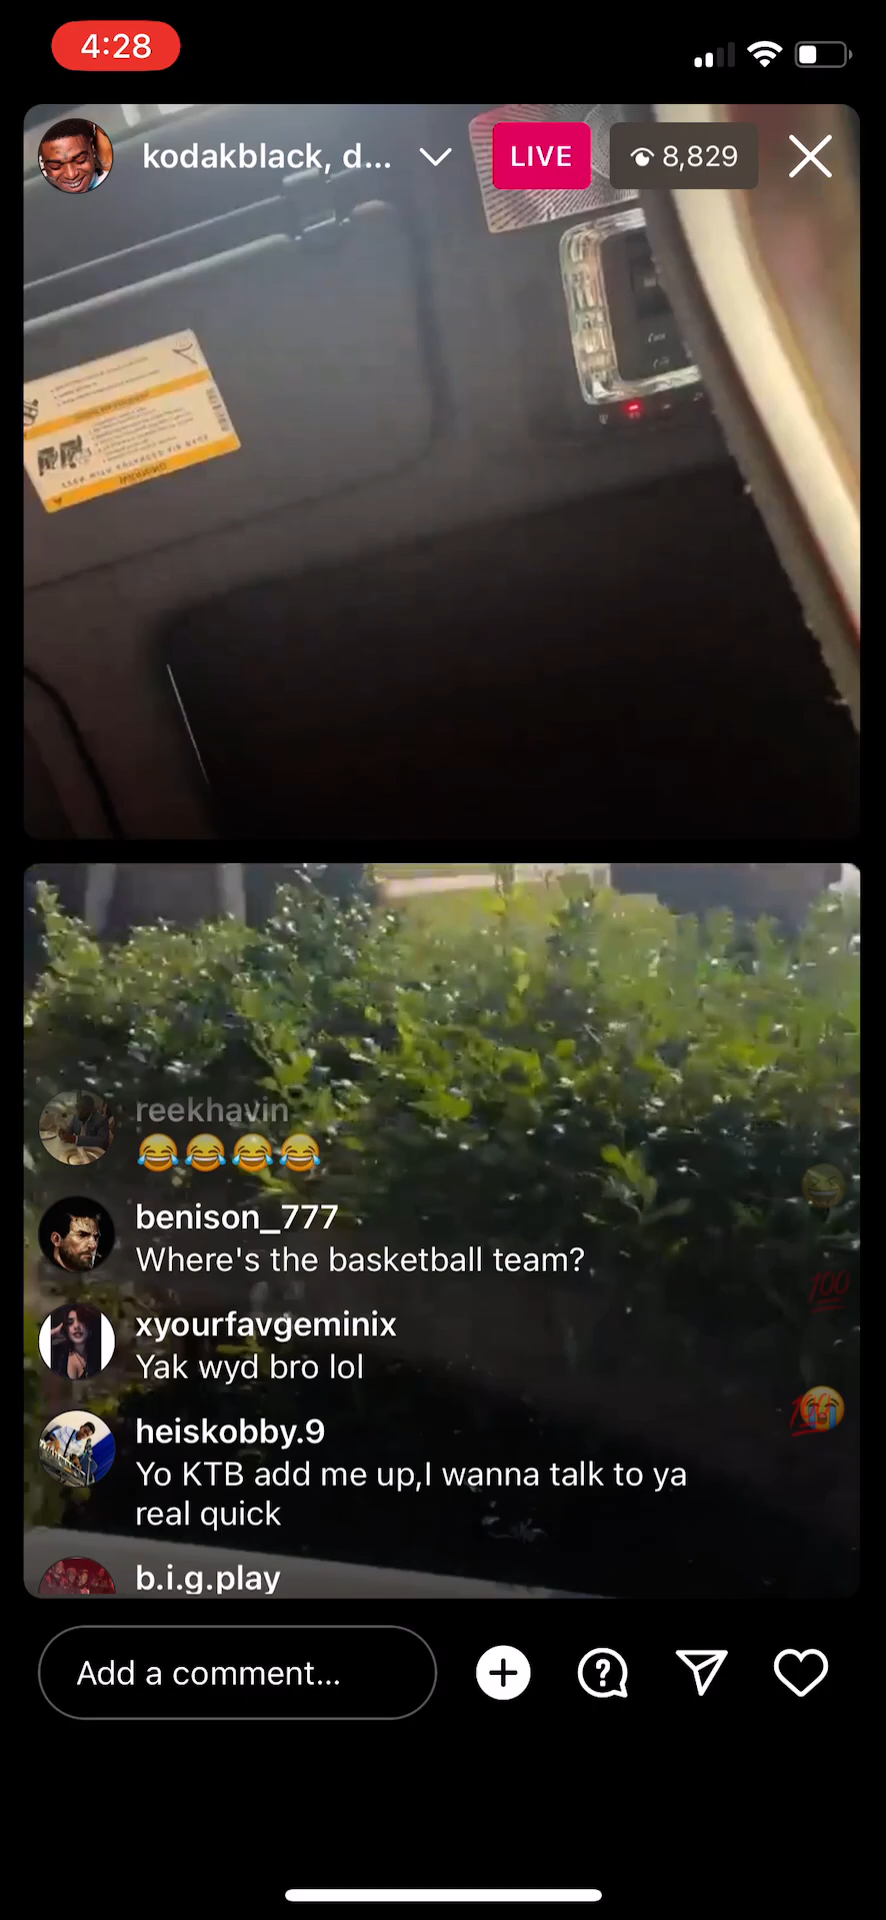 4:28
kodakblack, d...
LIVE
8,829
reekhavin
😂😂😂😂
benison_777
Where's the basketball team?
xyourfavgeminix
Yak wyd bro lol
heiskobby.9
Yo KTB add me up,I wanna talk to ya
real quick
b.i.g.play
Add a comment...